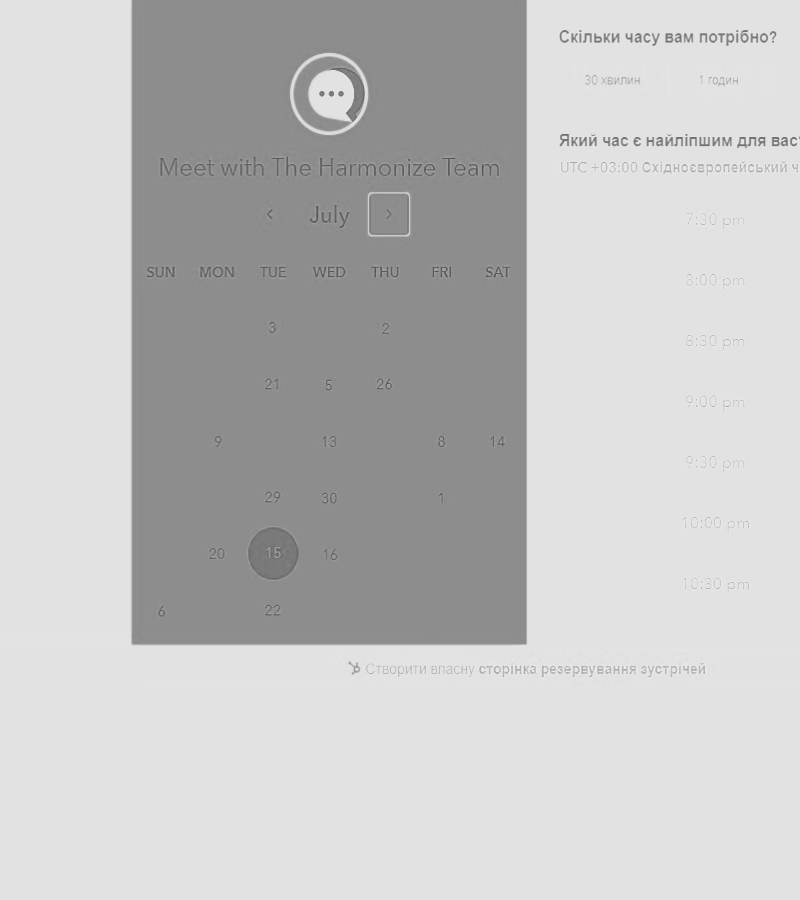 Скільки часу вам потрібно?
30 хвилин 1 годин
Який час є найліпшим для вас
UTC +03:00 Східноєвропейський ч
7:30 pm
8:00 pm
8:30 pm
9:00 pm
9:30 pm
10:00 pm
10:30 pm
Meet with The Harmonize Team
July
SUN MON TUE WED THU FRI SAT
3 2
21 5 26
9 13 8 14
29 30 1
20 15 16
6 22
Створити власну сторінка резервування зустрічей